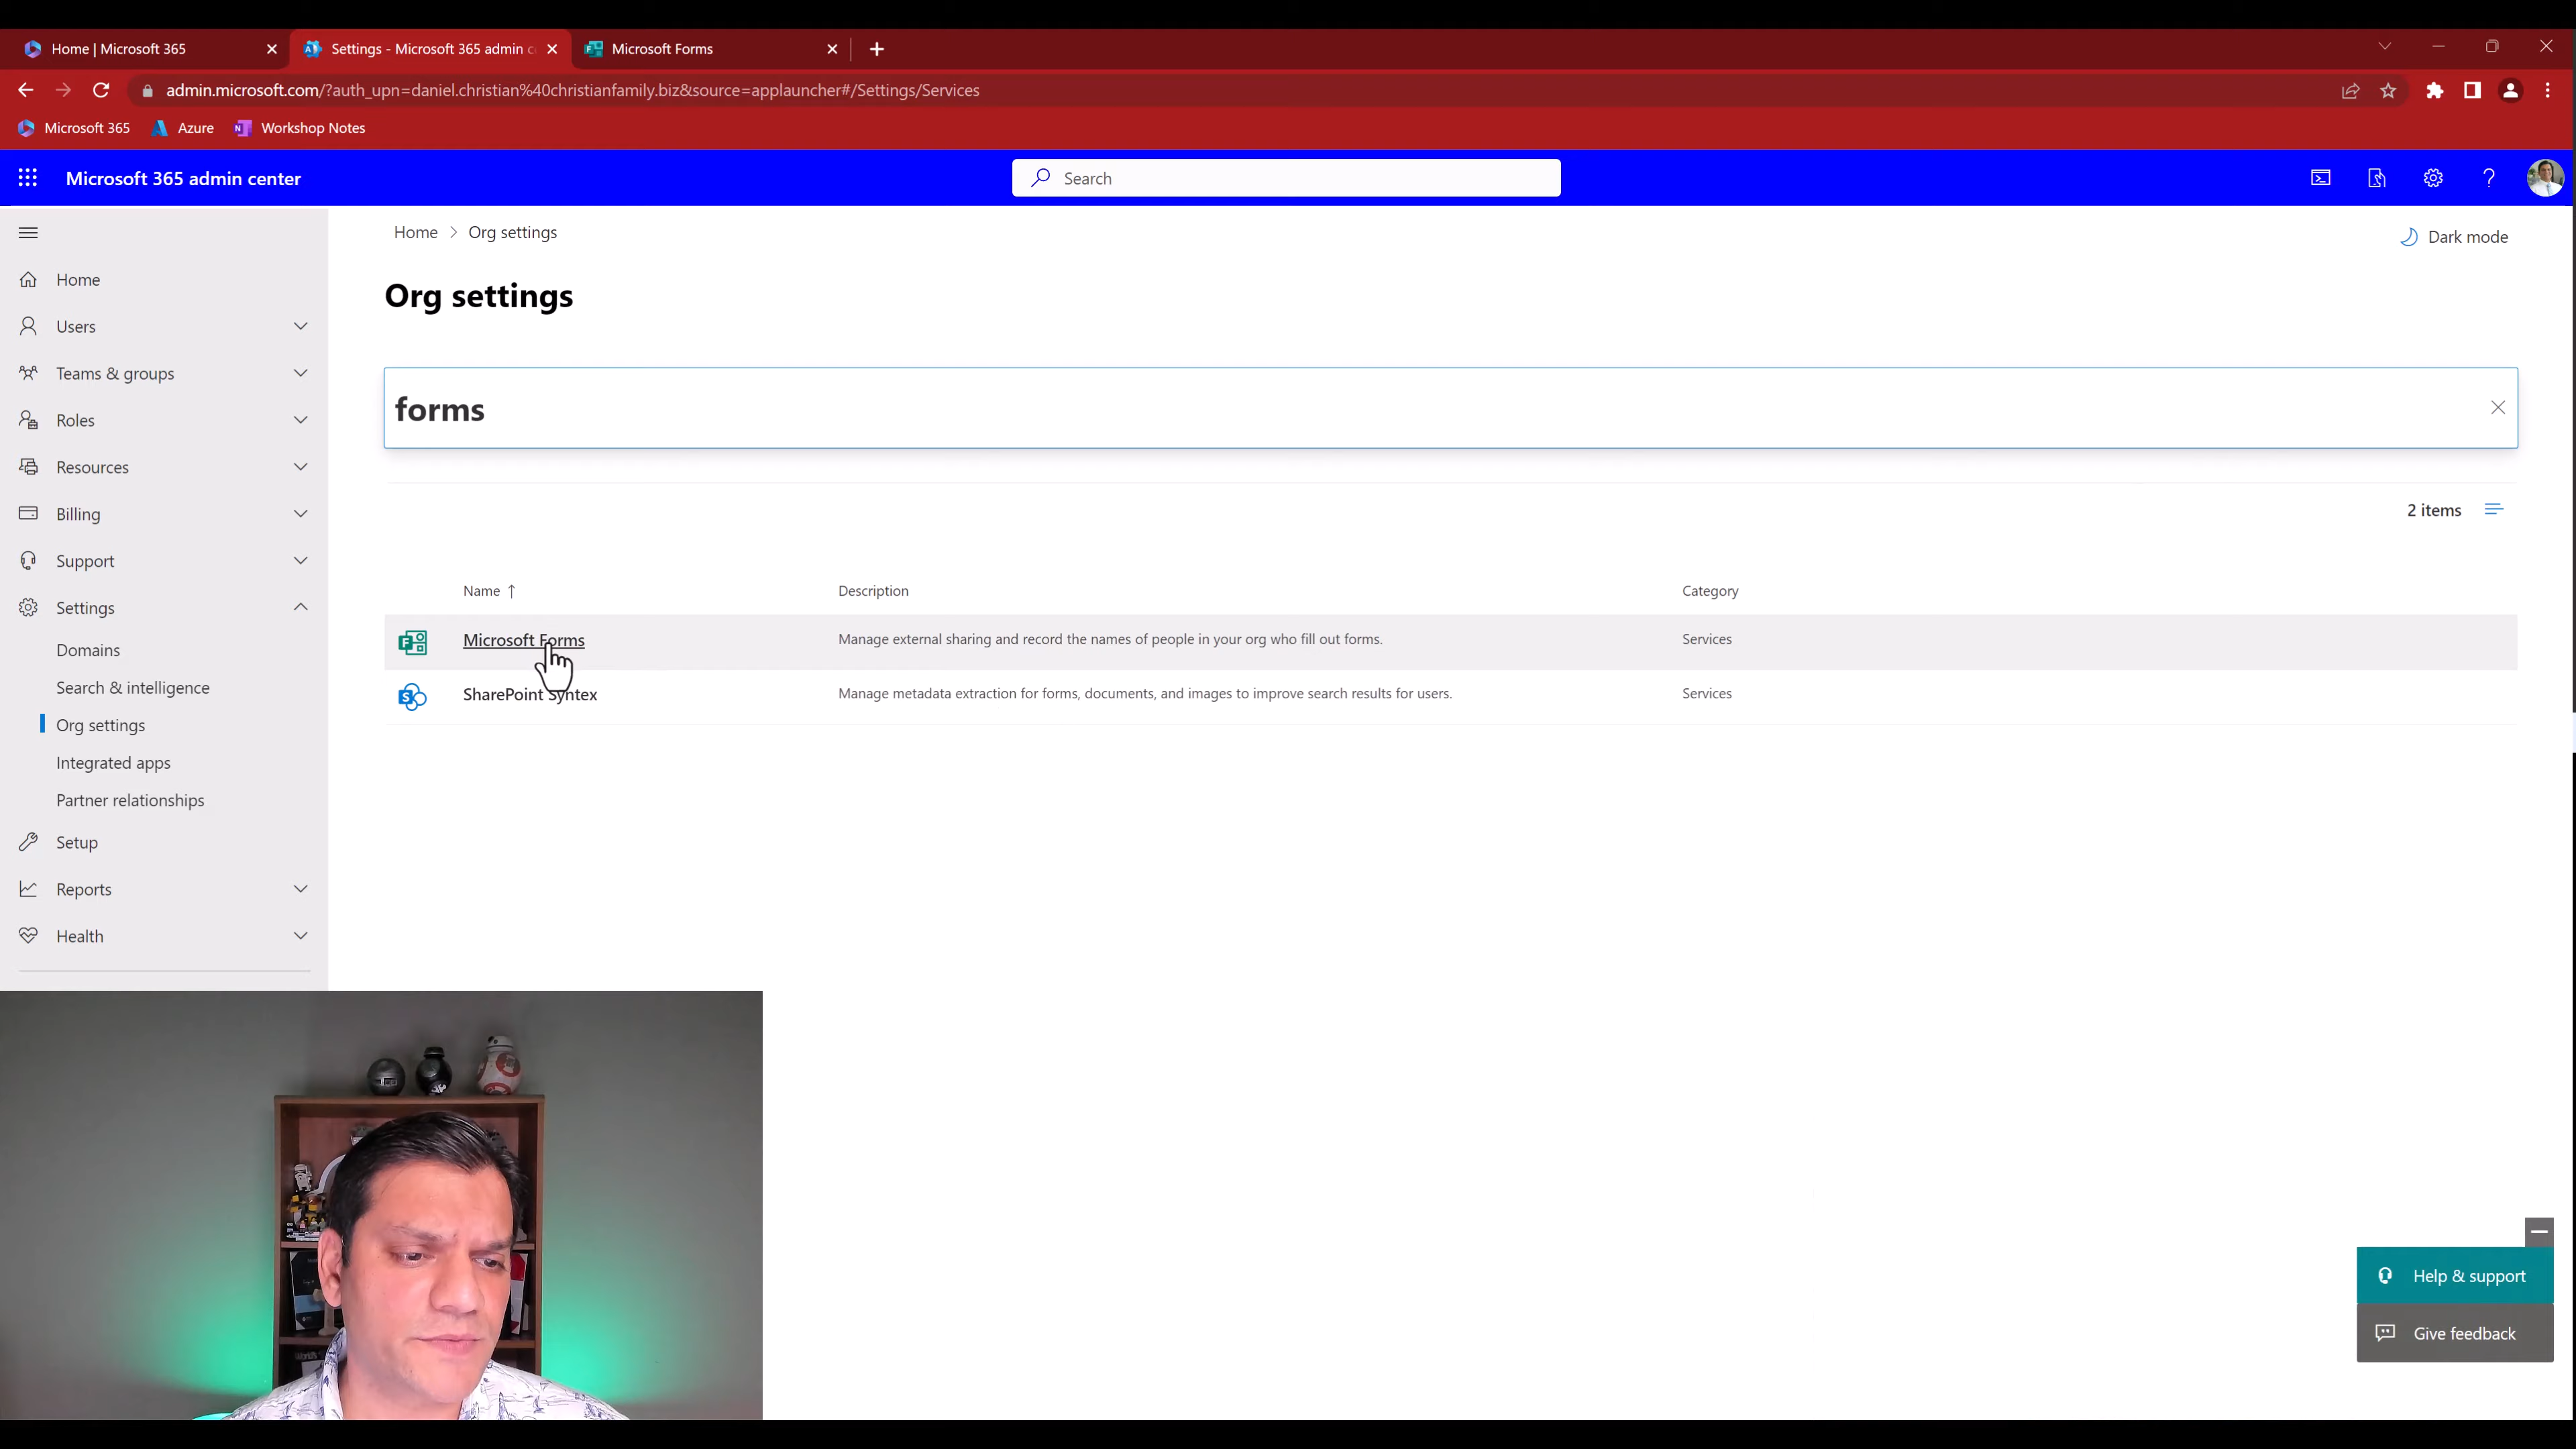 Home | Microsoft 365
Settings - Microsoft 365 admin c
Microsoft Forms
admin.microsoft.com/?auth_upn=daniel.christian%40christianfamily.biz&source=applauncher#/Settings/Services
Microsoft 365
Azure
Workshop Notes
Microsoft 365 admin center
Search
Home
Users
Teams & groups
Roles
Resources
Billing
Support
Settings
Domains
Search & intelligence
Org settings
Integrated apps
Partner relationships
Setup
Reports
Health
Home > Org settings
Dark mode
Org settings
forms
2 items
Name ↑ Description Category
Microsoft Forms Manage external sharing and record the names of people in your org who fill out forms. Services
SharePoint Syntex Manage metadata extraction for forms, documents, and images to improve search results for users. Services
Help & support
Give feedback